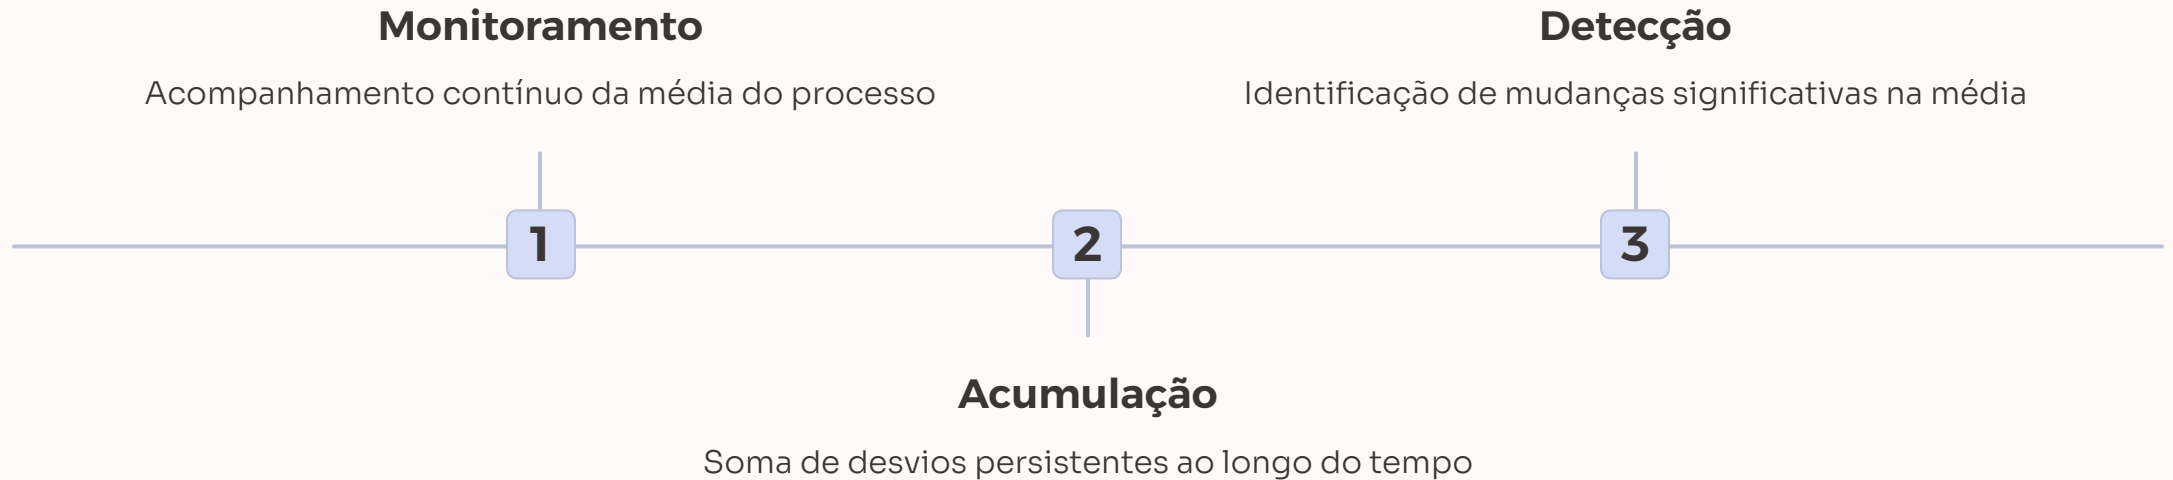 Monitoramento
Acompanhamento contínuo da média do processo
1
2
Acumulação
Soma de desvios persistentes ao longo do tempo
Detecção
Identificação de mudanças significativas na média
3